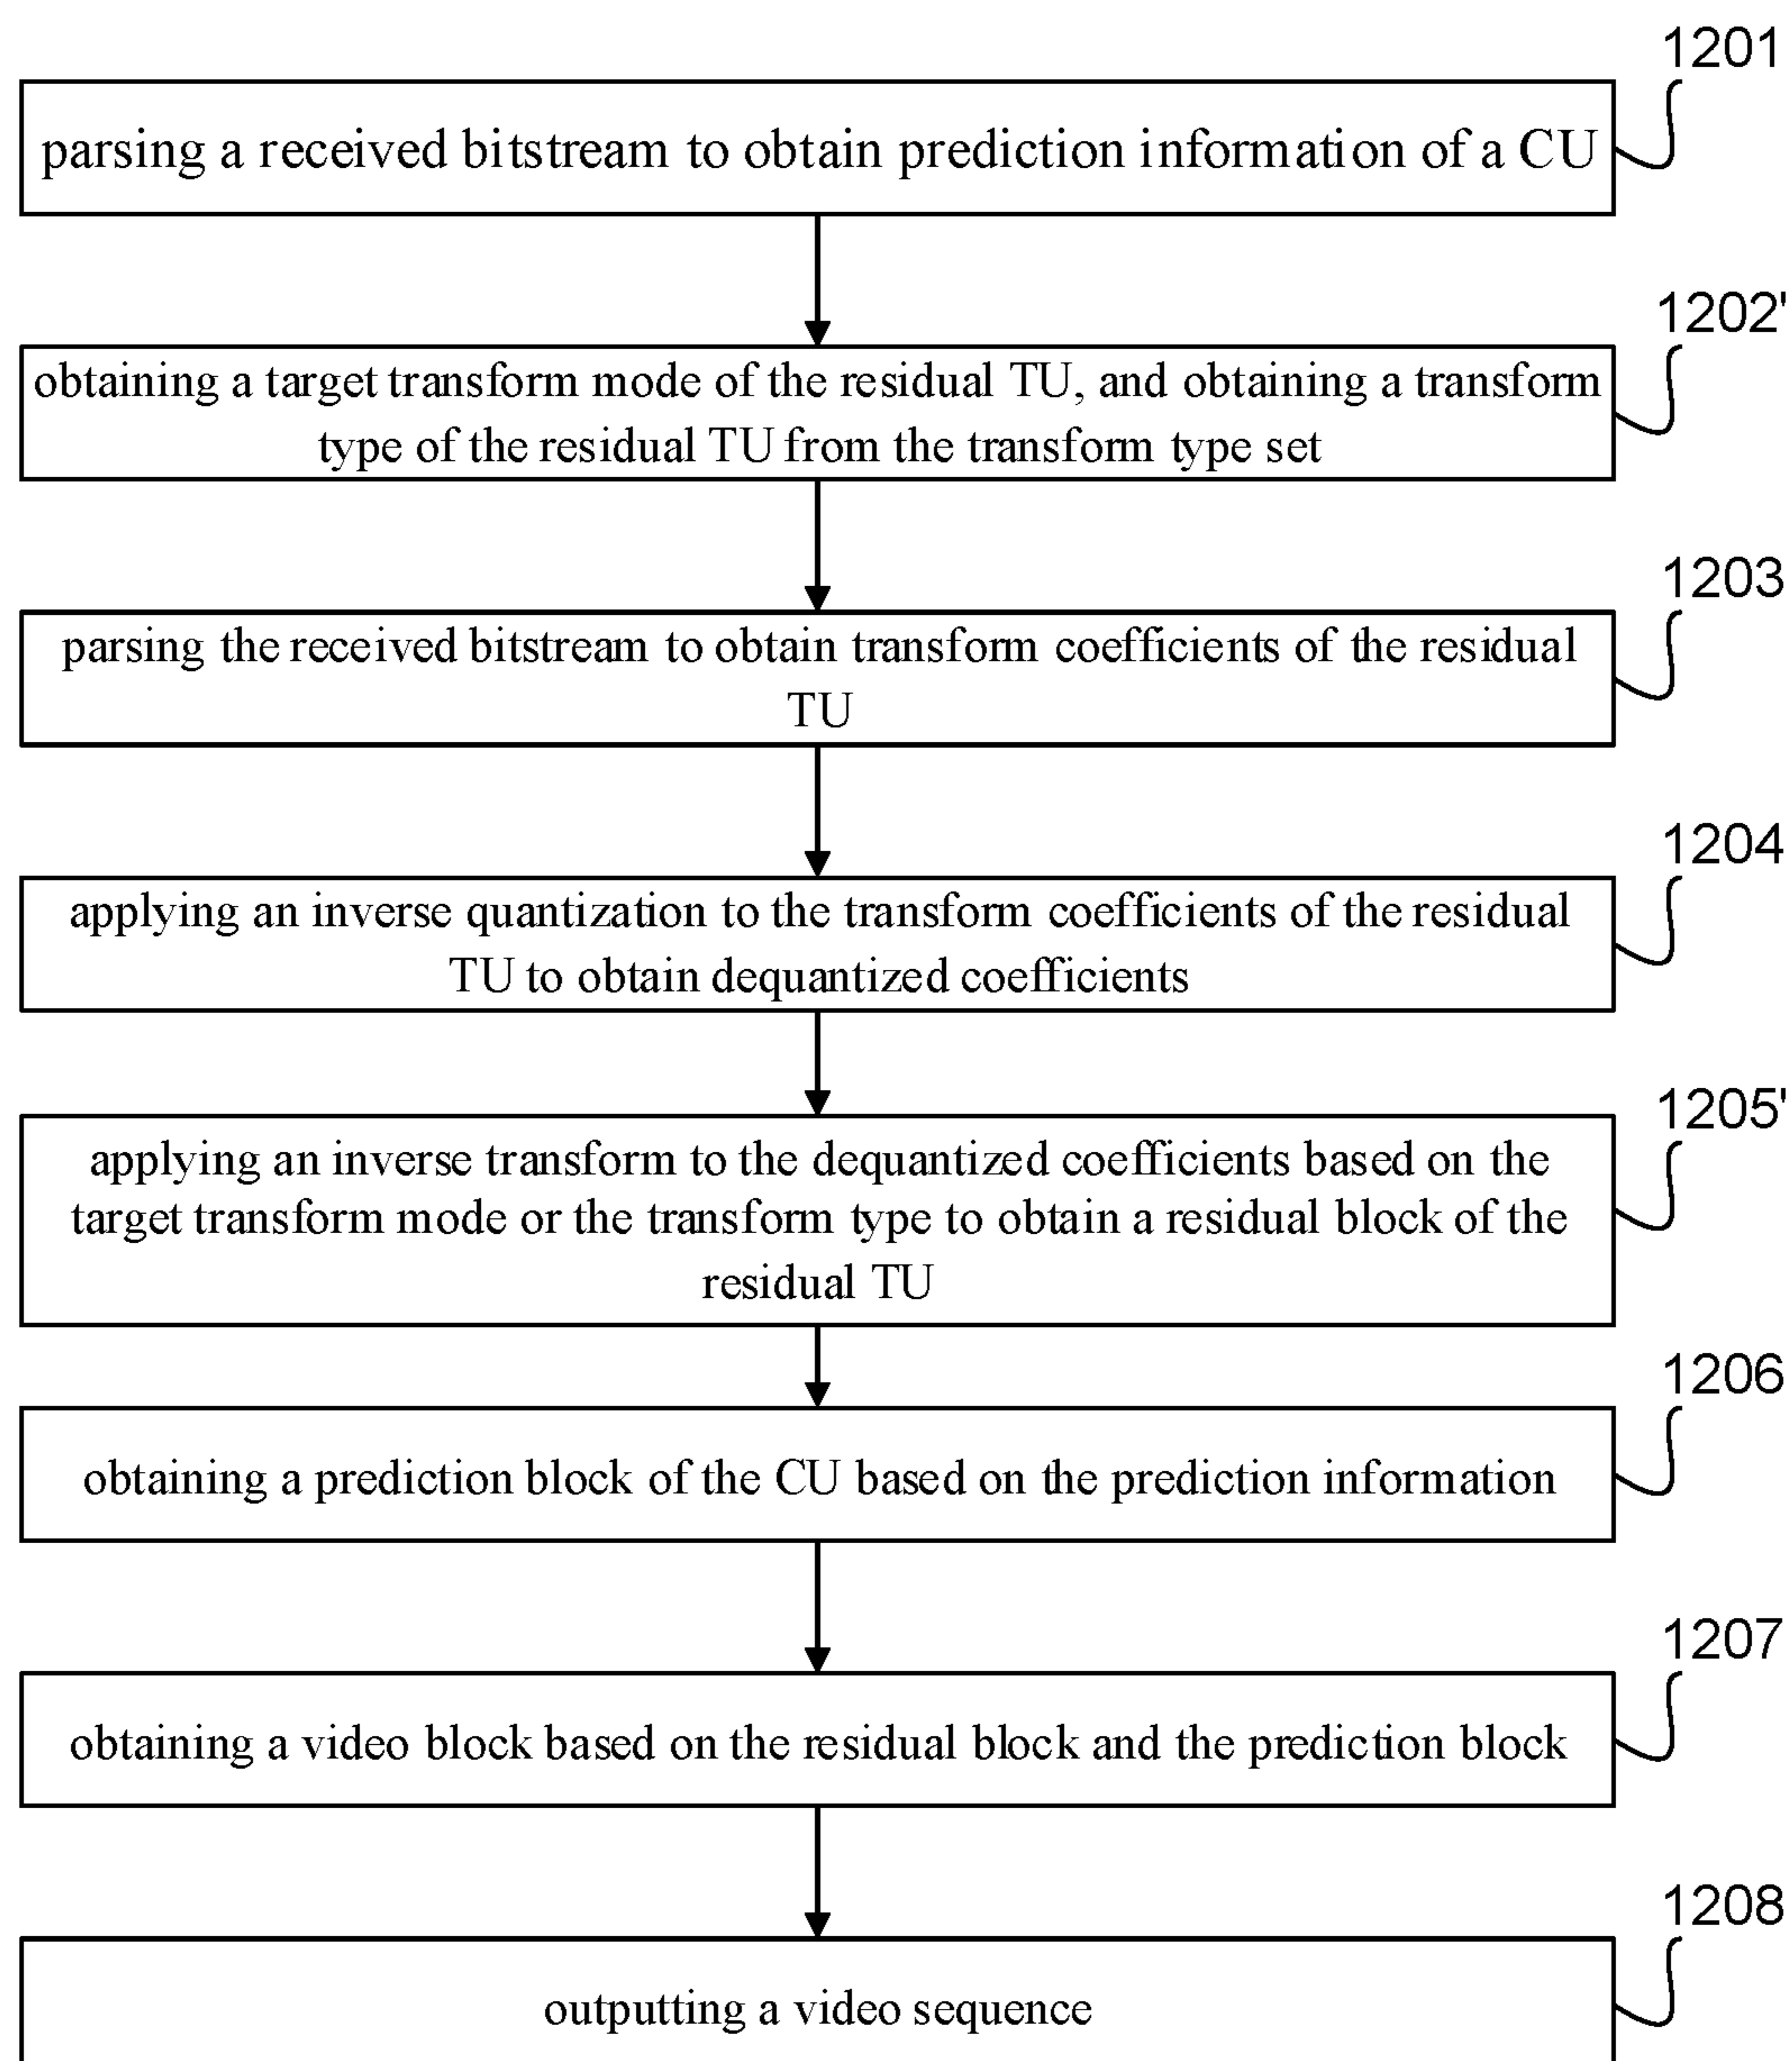 1201
parsing a received bitstream to obtain prediction information of a CU
1202'
obtaining a target transform mode of the residual TU, and obtaining a transform
type of the residual TU from the transform type set
1203
parsing the received bitstream to obtain transform coefficients of the residual
TU
1204
applying an inverse quantization to the transform coefficients of the residual
TU to obtain dequantized coefficients
1205'
applying an inverse transform to the dequantized coefficients based on the
target transform mode or the transform type to obtain a residual block of the
residual TU
1206
obtaining a prediction block of the CU based on the prediction information
1207
obtaining a video block based on the residual block and the prediction block
1208
outputting a video sequence